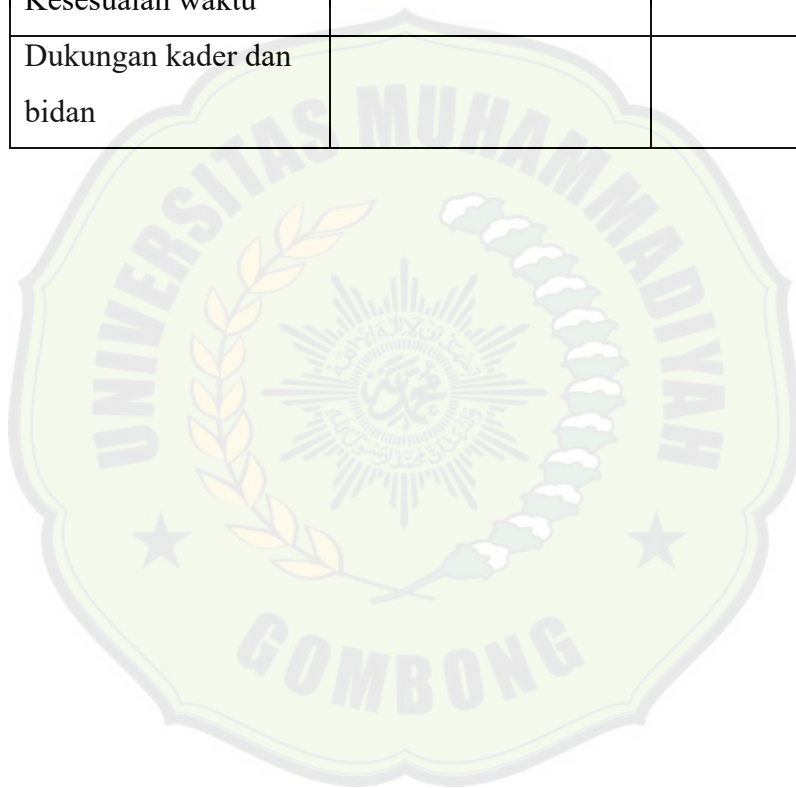 Kesesuaian waktu
Dukungan kader dan
bidan
UNIVERSITAS MUHAMMADIYAH
GOMBONG